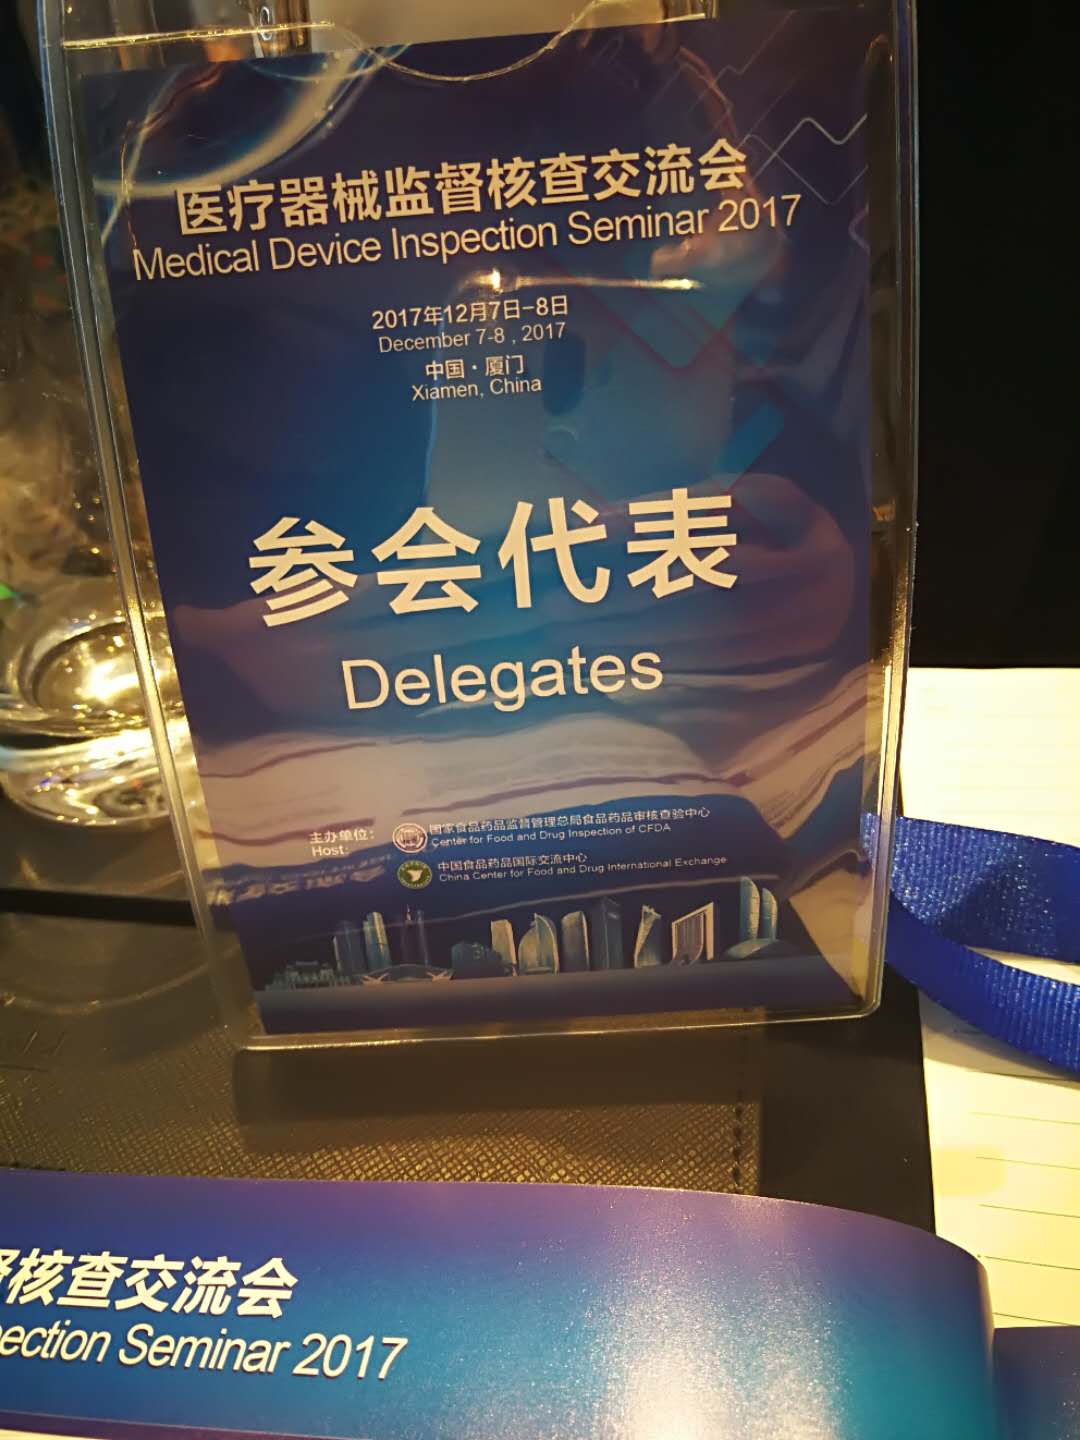 医疗器械监督核查交流会
Medical Device Inspection Seminar 2017
2017年12月7日-8日
December 7-8 , 2017
中国·厦门
Xiamen, China
参会代表
Delegates
主办单位：
Host:
国家食品药品监督管理总局食品药品审核查验中心
Center for Food and Drug Inspection of CFDA
中国食品药品国际交流中心
China Center for Food and Drug International Exchange
督核查交流会
pection Seminar 2017